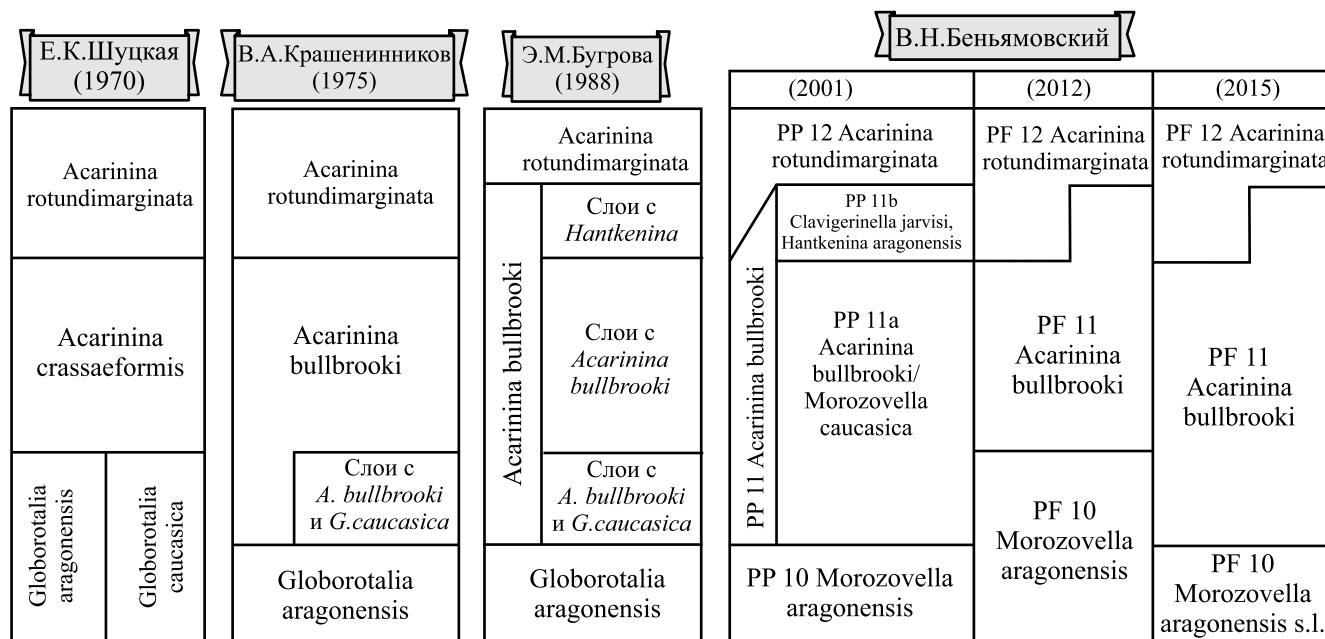 Е.К.Шуцкая
(1970)
Acarinina
rotundimarginata
Acarinina
crassaeformis
Globorotalia
aragonensis
Globorotalia
caucasica
В.А.Крашенинников
(1975)
Acarinina
rotundimarginata
Acarinina
bullbrooki
Слои с
A. bullbrooki
и G.caucasica
Globorotalia
aragonensis
Э.М.Бугрова
(1988)
Acarinina
rotundimarginata
Acarinina bullbrooki
Слои с
Hantkenina
Слои с
Acarinina
bullbrooki
Слои с
A. bullbrooki
и G.caucasica
Globorotalia
aragonensis
В.Н.Беньямовский
(2001)
PP 12 Acarinina
rotundimarginata
PP 11 Acarinina bullbrooki
PP 11b
Clavigerinella jarvisi,
Hantkenina aragonensis
PP 11a
Acarinina
bullbrooki/
Morozovella
caucasica
PP 10 Morozovella
aragonensis
(2012)
PF 12 Acarinina
rotundimarginata
PF 11
Acarinina
bullbrooki
PF 10
Morozovella
aragonensis
(2015)
PF 12 Acarinina
rotundimarginata
PF 11
Acarinina
bullbrooki
PF 10
Morozovella
aragonensis s.l.